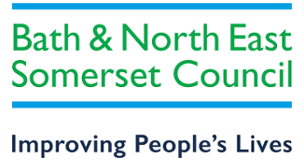 Bath & North East
Somerset Council
Improving People's Lives